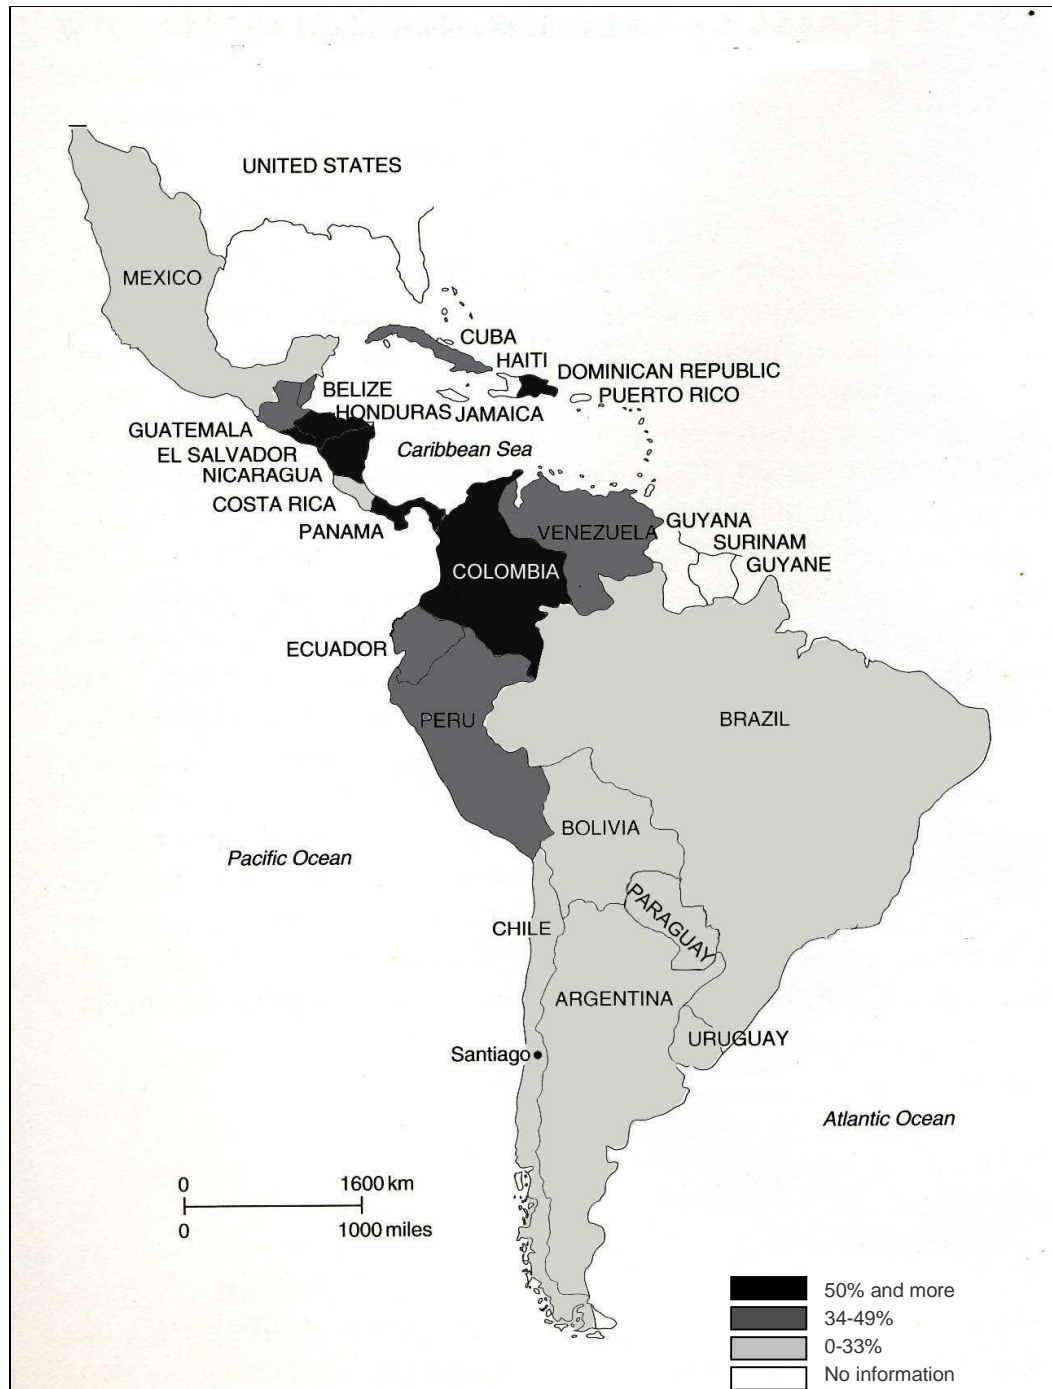 UNITED STATES
MEXICO
CUBA
HAITI
DOMINICAN REPUBLIC
PUERTO RICO
BELIZE
HONDURAS
JAMAICA
GUATEMALA
EL SALVADOR
Caribbean Sea
NICARAGUA
COSTA RICA
PANAMA
VENEZUELA
GUYANA
SURINAM
GUYANE
COLOMBIA
ECUADOR
PERU
BRAZIL
BOLIVIA
Pacific Ocean
PARAGUAY
CHILE
ARGENTINA
URUGUAY
Santiago
Atlantic Ocean
0 1600 km
0 1000 miles
50% and more
34-49%
0-33%
No information